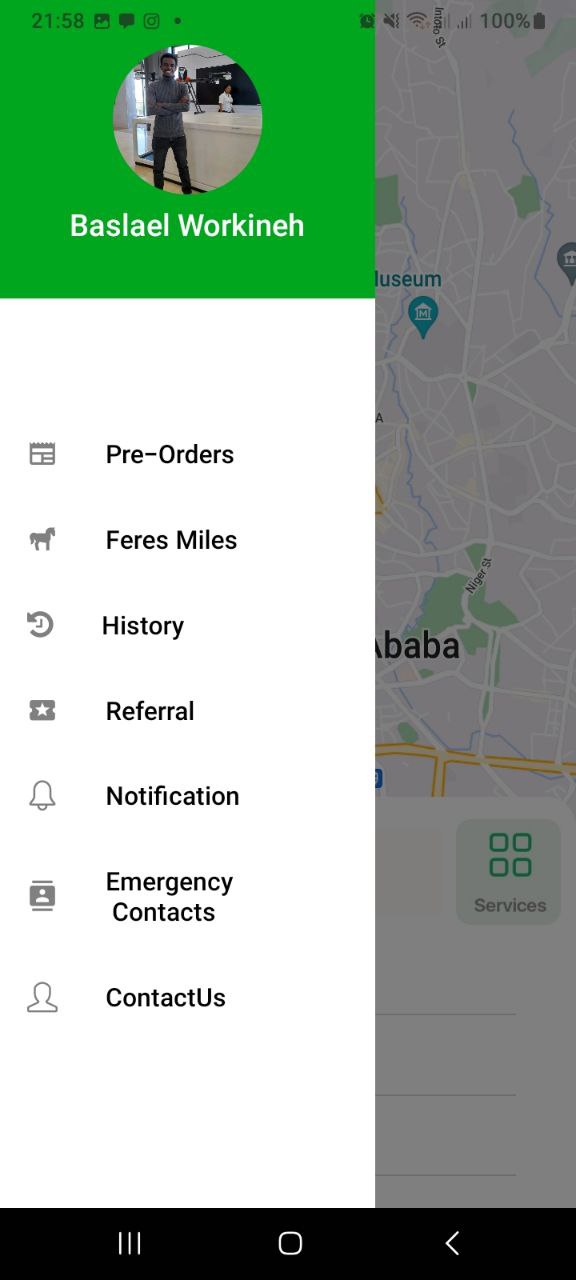 21:58
100%
Baslael Workineh
Pre-Orders
Feres Miles
History
Referral
Notification
Emergency
Contacts
ContactUs
Intoto St
Museum
A
Niger St
Ababa
Services